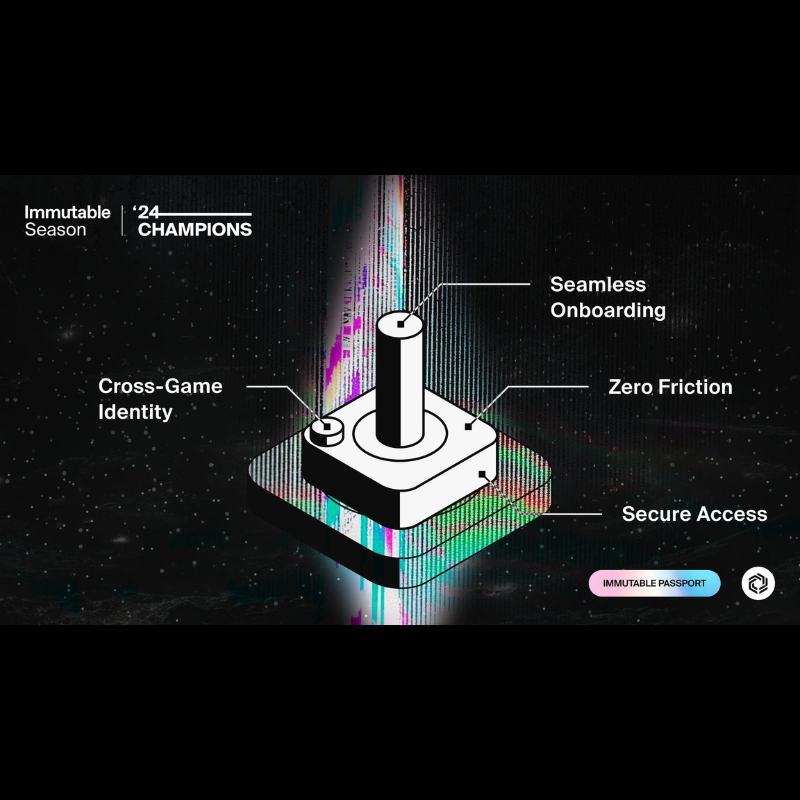 Immutable
Season
‘24
CHAMPIONS
Seamless
Onboarding
Cross-Game
Identity
Zero Friction
Secure Access
IMMUTABLE PASSPORT